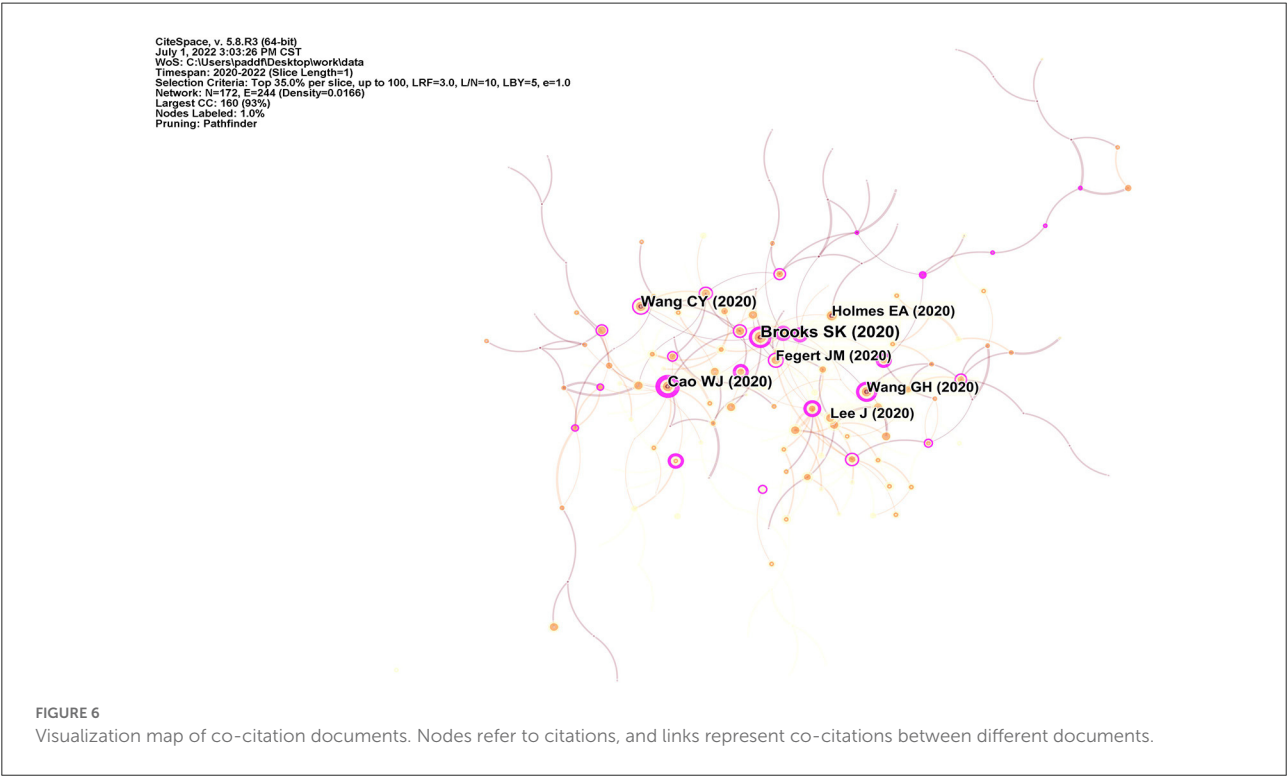 CiteSpace, v. 5.8.R3 (64-bit)
July 1, 2022 3:03:26 PM CST
WoS: C:\Users\paddf\Desktop\work\data
Timespan: 2020-2022 (Slice Length=1)
Selection Criteria: Top 35.0% per slice, up to 100, LRF=3.0, L/N=10, LBY=5, e=1.0
Network: N=172, E=244 (Density=0.0166)
Largest CC: 160 (93%)
Nodes Labeled: 1.0%
Pruning: Pathfinder
Wang CY (2020)
Holmes EA (2020)
Brooks SK (2020)
Fegert JM (2020)
Cao WJ (2020)
Wang GH (2020)
Lee J (2020)
FIGURE 6
Visualization map of co-citation documents. Nodes refer to citations, and links represent co-citations between different documents.